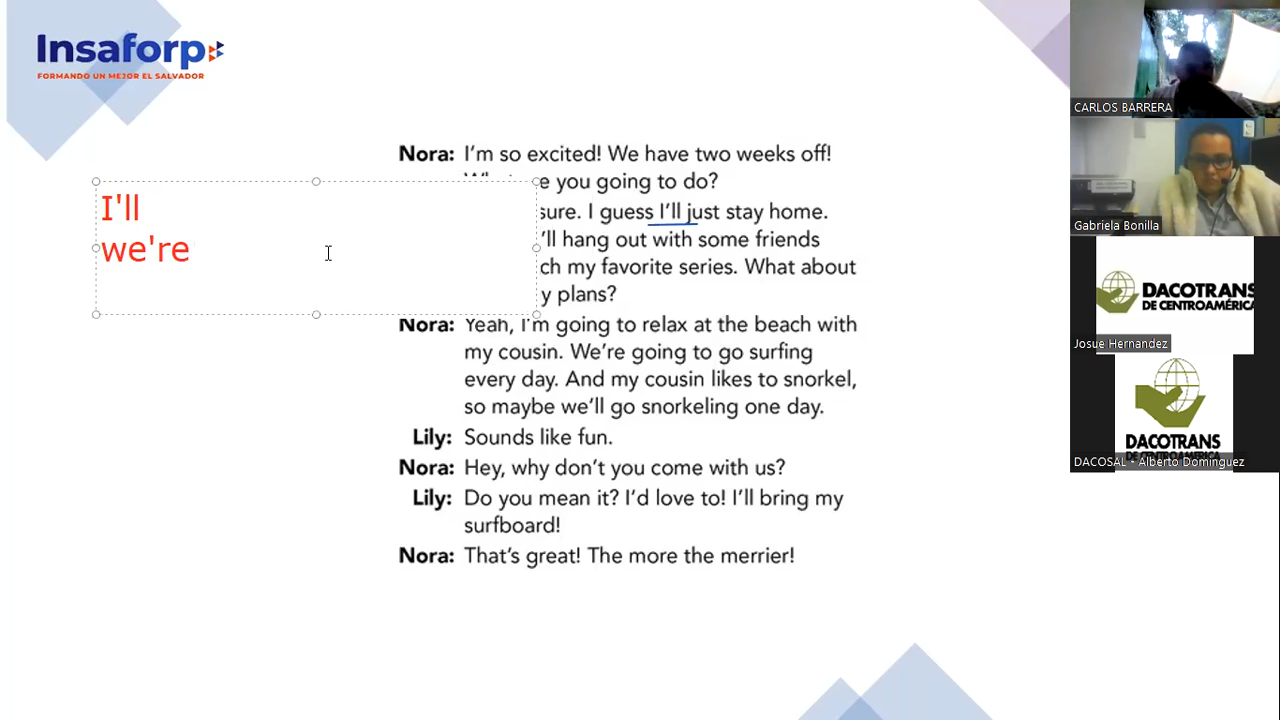 Insaforp
FORMANDO UN MEJOR EL SALVADOR
Nora: I'm so excited! We have two weeks off!
e you going to do?
sure. I guess I'll just stay home.
'll hang out with some friends
ch my favorite series. What about
y plans?
I'll
we're
Nora: Yeah, I'm going to relax at the beach with
my cousin. We're going to go surfing
every day. And my cousin likes to snorkel,
so maybe we'll go snorkeling one day.
Lily: Sounds like fun.
Nora: Hey, why don't you come with us?
Lily: Do you mean it? I'd love to! I'll bring my
surfboard!
Nora: That's great! The more the merrier!
CARLOS BARRERA
Gabriela Bonilla
DACOTRANS
DE CENTROAMÉRICA
Josue Hernandez
DACOTRANS
DACOSAL - Alberto Dominguez